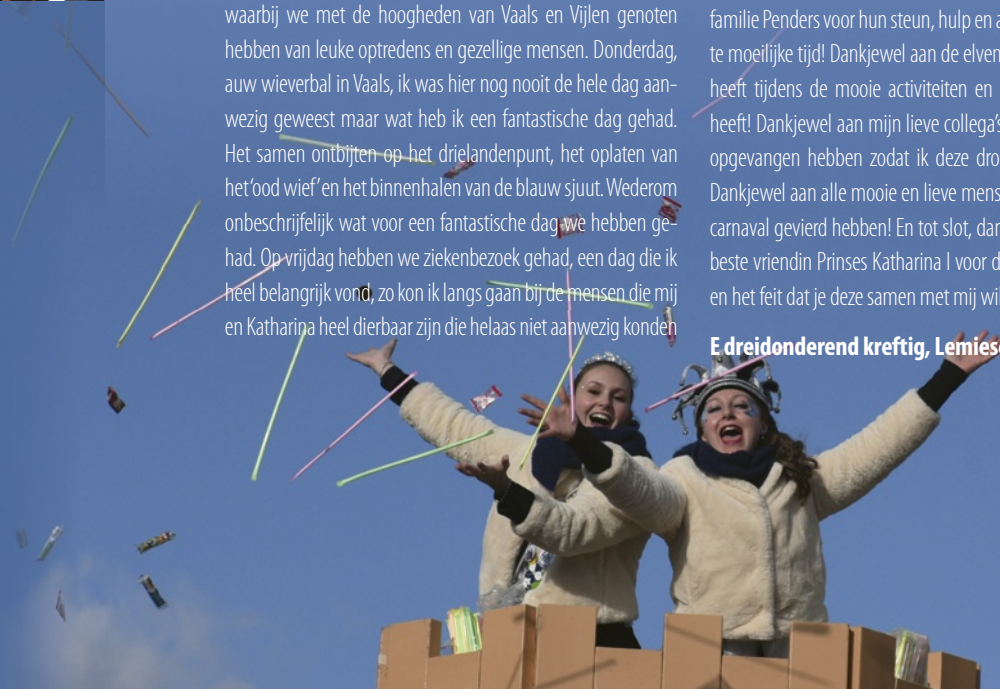 waarbij we met de hoogheden van Vaals en Vijlen genoten
hebben van leuke optredens en gezellige mensen. Donderdag,
auw wieverbal in Vaals, ik was hier nog nooit de hele dag aan-
wezig geweest maar wat heb ik een fantastische dag gehad.
Het samen ontbijten op het drielandenpunt, het oplaten van
het ‘ood wief’ en het binnenhalen van de blauw sjuut. Wederom
onbeschrijfelijk wat voor een fantastische dag we hebben ge-
had. Op vrijdag hebben we ziekenbezoek gehad, een dag die ik
heel belangrijk vond, zo kon ik langs gaan bij de mensen die mij
en Katharina heel dierbaar zijn die helaas niet aanwezig konden
familie Penders voor hun steun, hulp en
te moeilijke tijd! Dankjewel aan de
heeft tijdens de mooie activiteiten en
heeft! Dankjewel aan mijn lieve collega’s
opgevangen hebben zodat ik deze
Dankjewel aan alle mooie en lieve
carnaval gevierd hebben! En tot slot,
beste vriendin Prinses Katharina I voor
en het feit dat je deze samen met mij
E dreidonderend kreftig,